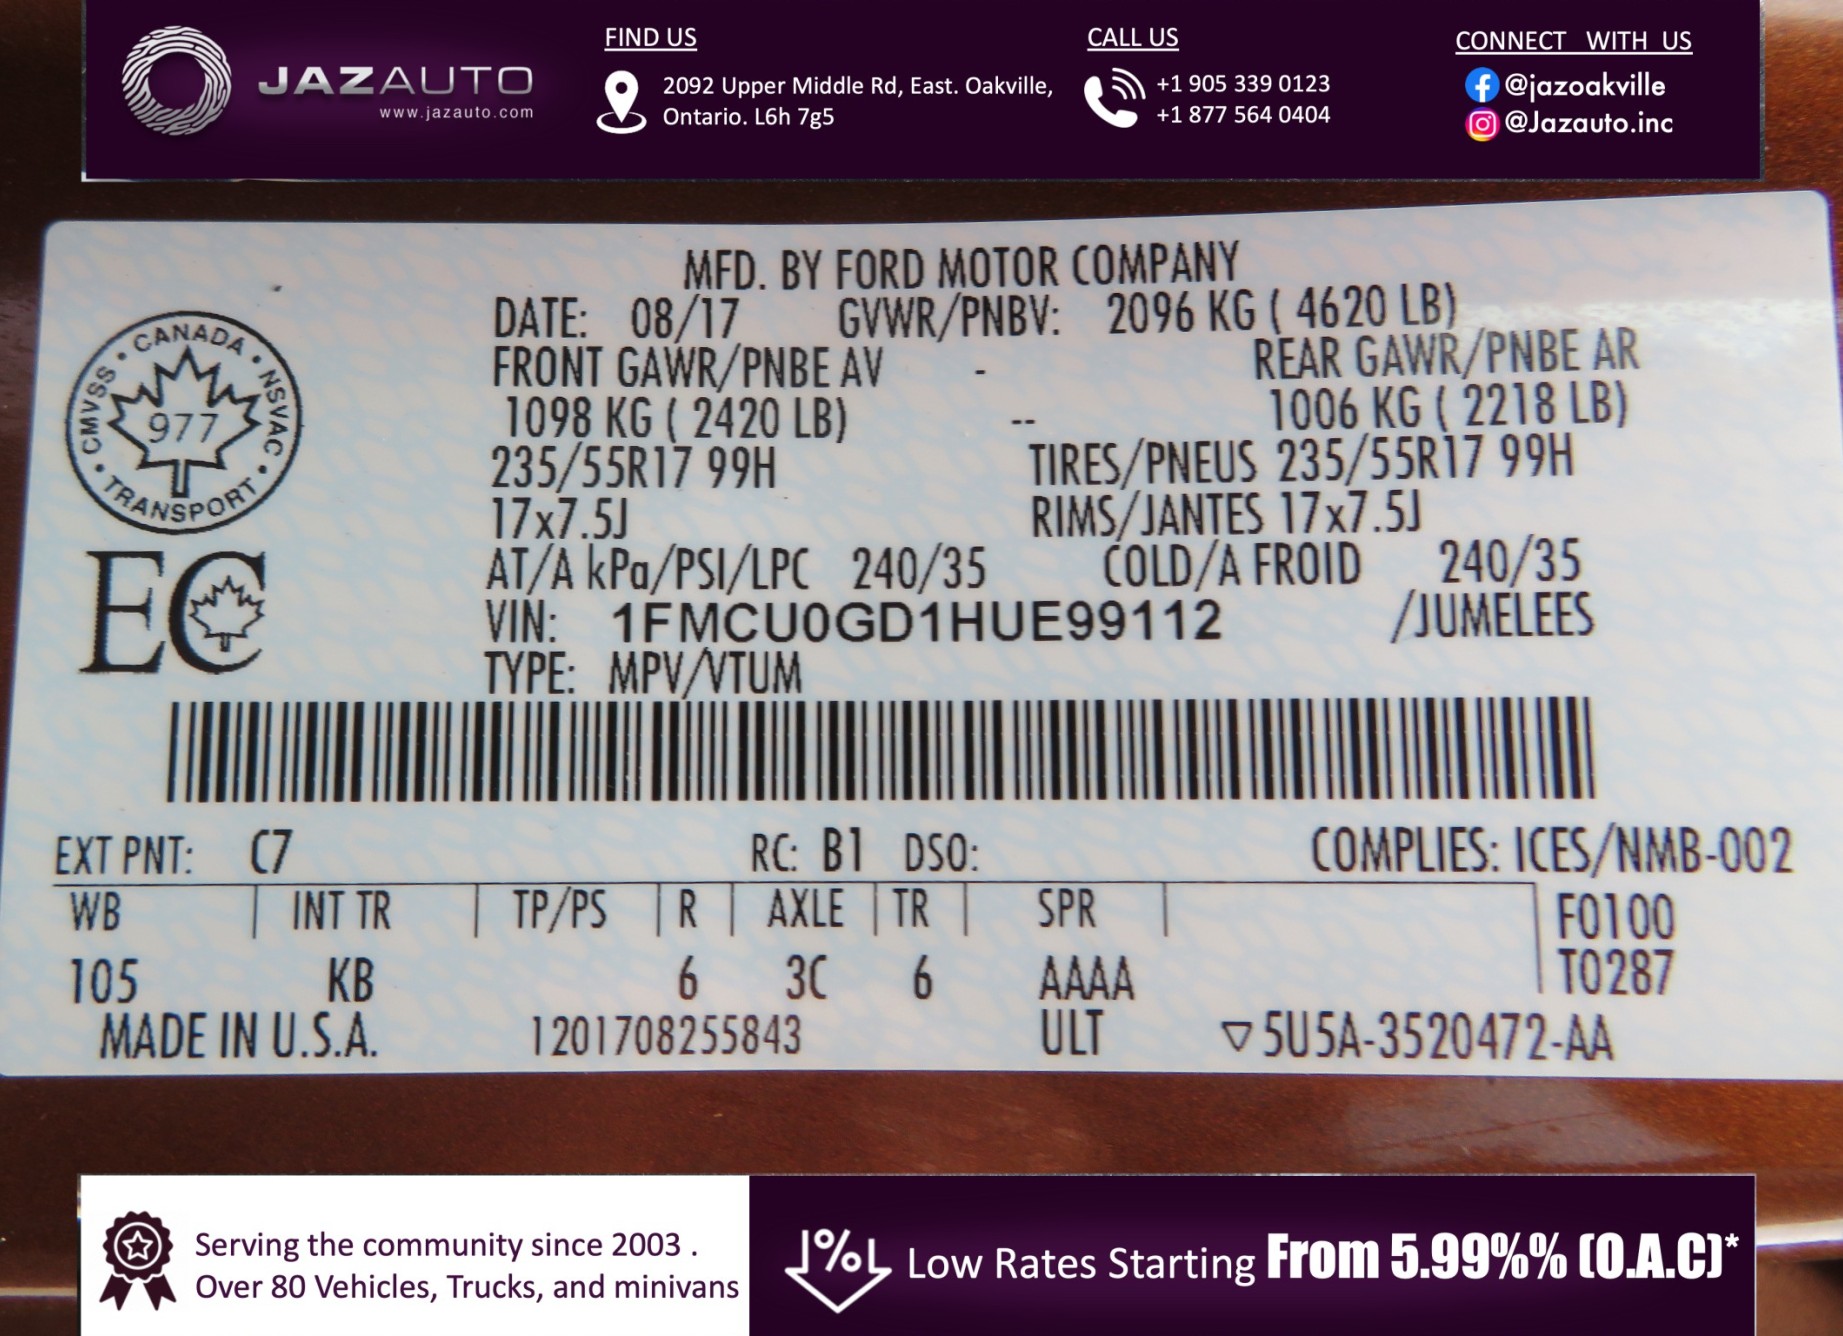 JAZAUTO
www.jazauto.com
FIND US
2092 Upper Middle Rd, East. Oakville,
Ontario. L6h 7g5
CALL US
+1 905 339 0123
+1 877 564 0404
CONNECT WITH US
@jazoakville
@Jazauto.inc
MFD. BY FORD MOTOR COMPANY
DATE: 08/17 GVWR/PNBV: 2096 KG ( 4620 LB)
FRONT GAWR/PNBE AV - REAR GAWR/PNBE AR
1098 KG ( 2420 LB) -- 1006 KG ( 2218 LB)
235/55R17 99H TIRES/PNEUS 235/55R17 99H
17x7.5J RIMS/JANTES 17x7.5J
AT/A kPa/PSI/LPC 240/35 COLD/A FROID 240/35
VIN: 1FMCU0GD1HUE99112 /JUMELEES
TYPE: MPV/VTUM
CANADA
CMVSS 977 NSVAC
TRANSPORT
EC
EXT PNT: C7 RC: B1 DSO: COMPLIES: ICES/NMB-002
WB INT TR TP/PS R AXLE TR SPR F0100
105 KB 6 3C 6 AAAA T0287
MADE IN U.S.A. 1201708255843 ULT ▽5U5A-3520472-AA
Serving the community since 2003 .
Over 80 Vehicles, Trucks, and minivans
% Low Rates Starting From 5.99%% (O.A.C)*